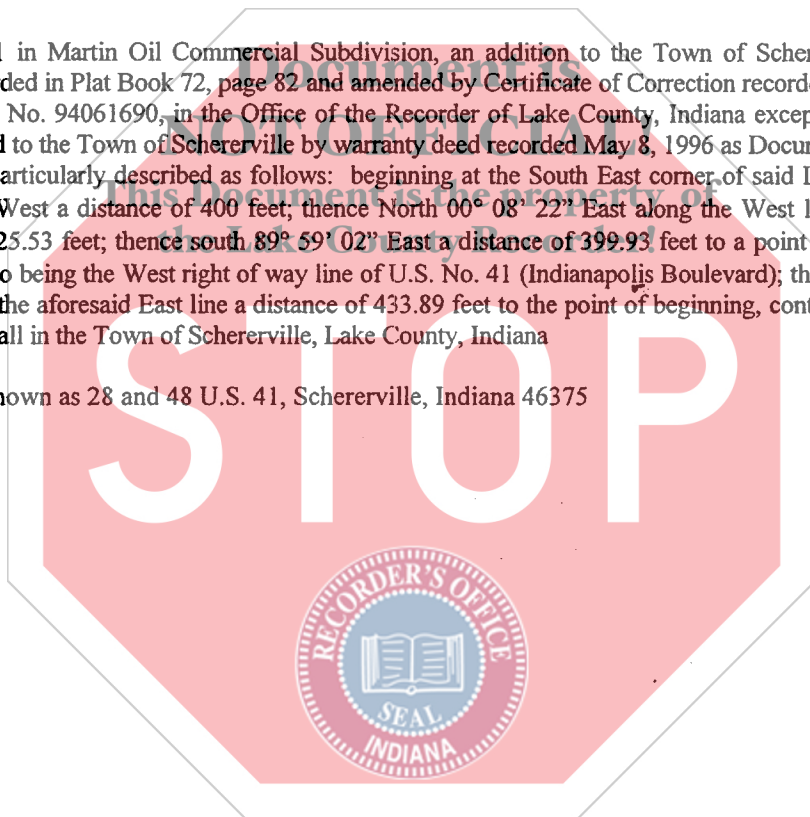 in Martin Oil Commercial Subdivision, an addition to the Town of Scher
ded in Plat Book 72, page 82 and amended by Certificate of Correction record
No. 94061690, in the Office of the Recorder of Lake County, Indiana excep
d to the Town of Schererville by warranty deed recorded May 8, 1996 as Docu
articularly described as follows: beginning at the South East corner of said
West a distance of 400 feet; thence North 00° 08' 22" East along the West l
25.53 feet; thence south 89° 59' 02" East a distance of 399.93 feet to a point
o being the West right of way line of U.S. No. 41 (Indianapolis Boulevard); th
the aforesaid East line a distance of 433.89 feet to the point of beginning, cont
all in the Town of Schererville, Lake County, Indiana
nown as 28 and 48 U.S. 41, Schererville, Indiana 46375
Document is
NOT OFFICIAL!
This Document is the property of
the Lake County Recorder!
STOP
RECORDER'S OFFICE
SEAL
INDIANA